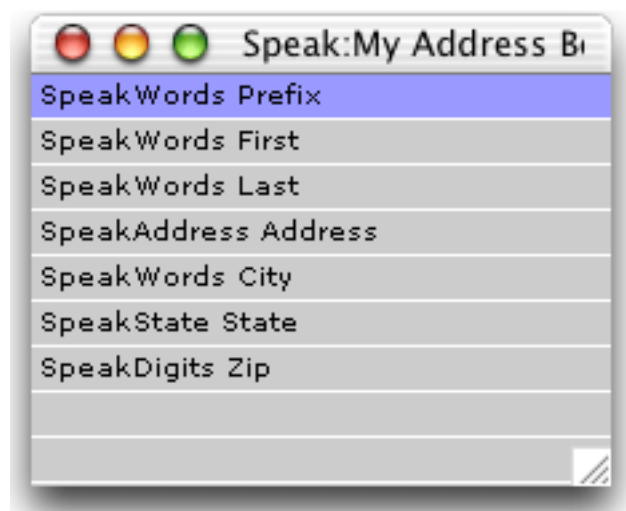 Speak:My Address B
SpeakWords Prefix
SpeakWords First
SpeakWords Last
SpeakAddress Address
SpeakWords City
SpeakState State
SpeakDigits Zip